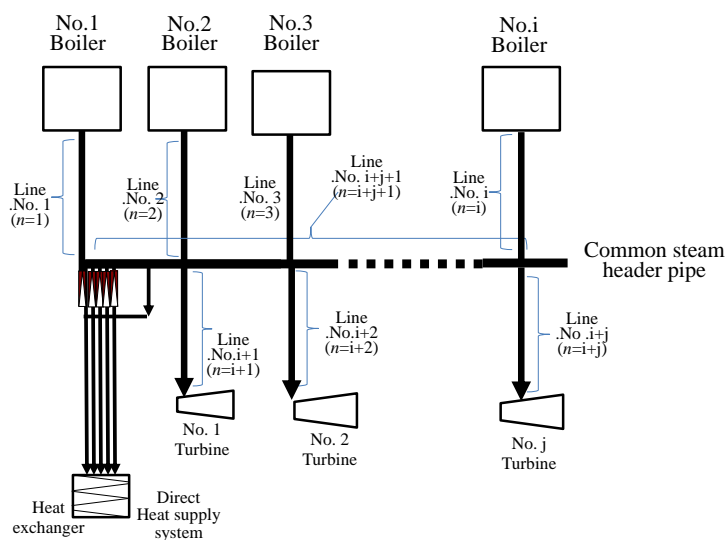 No.1
Boiler
No.2
Boiler
No.3
Boiler
No.i
Boiler
Line
.No. 1
(n=1)
Line
.No. 2
(n=2)
Line
.No. 3
(n=3)
Line
.No. i+j+1
(n=i+j+1)
Line
.No. i
(n=i)
Common steam
header pipe
Line
.No.i+1
(n=i+1)
Line
.No.i+2
(n=i+2)
Line
.No .i+j
(n=i+j)
No. 1
Turbine
No. 2
Turbine
No. j
Turbine
Heat
exchanger
Direct
Heat supply
system